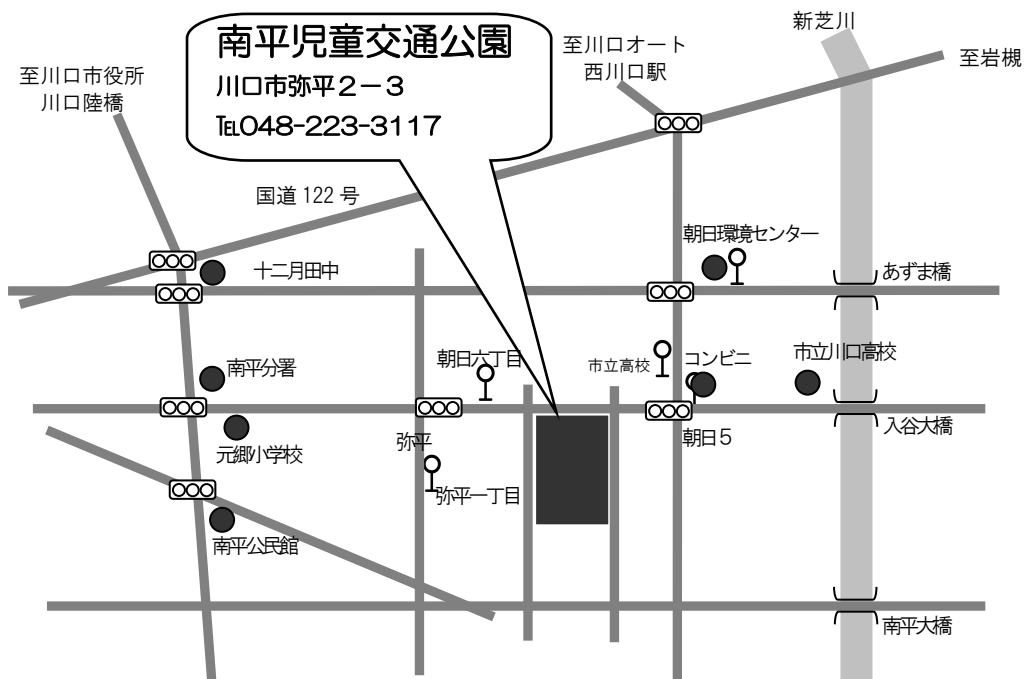 新芝川
南平児童交通公園
川口市弥平２－３
℡048-223-3117
至川口オート
西川口駅
至岩槻
至川口市役所
川口陸橋
国道 122 号
朝日環境センター
十二月田中
あずま橋
朝日六丁目
市立高校
コンビニ
市立川口高校
南平分署
元郷小学校
弥平
朝日５
入谷大橋
弥平一丁目
南平公民館
南平大橋